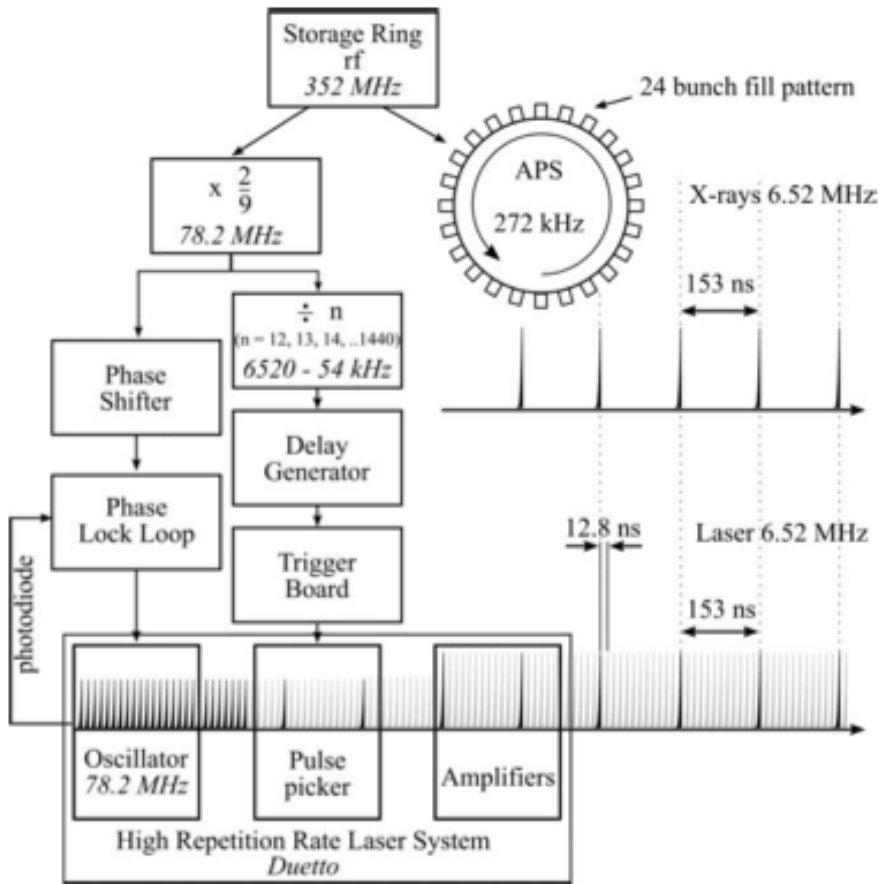 Storage Ring
rf
352 MHz
24 bunch fill pattern
x 2/9
78.2 MHz
APS
272 kHz
X-rays 6.52 MHz
153 ns
÷ n
(n = 12, 13, 14, ..1440)
6520 - 54 kHz
Phase
Shifter
Delay
Generator
Phase
Lock Loop
Trigger
Board
12.8 ns
Laser 6.52 MHz
153 ns
photodiode
Oscillator
78.2 MHz
Pulse
picker
Amplifiers
High Repetition Rate Laser System
Duetto